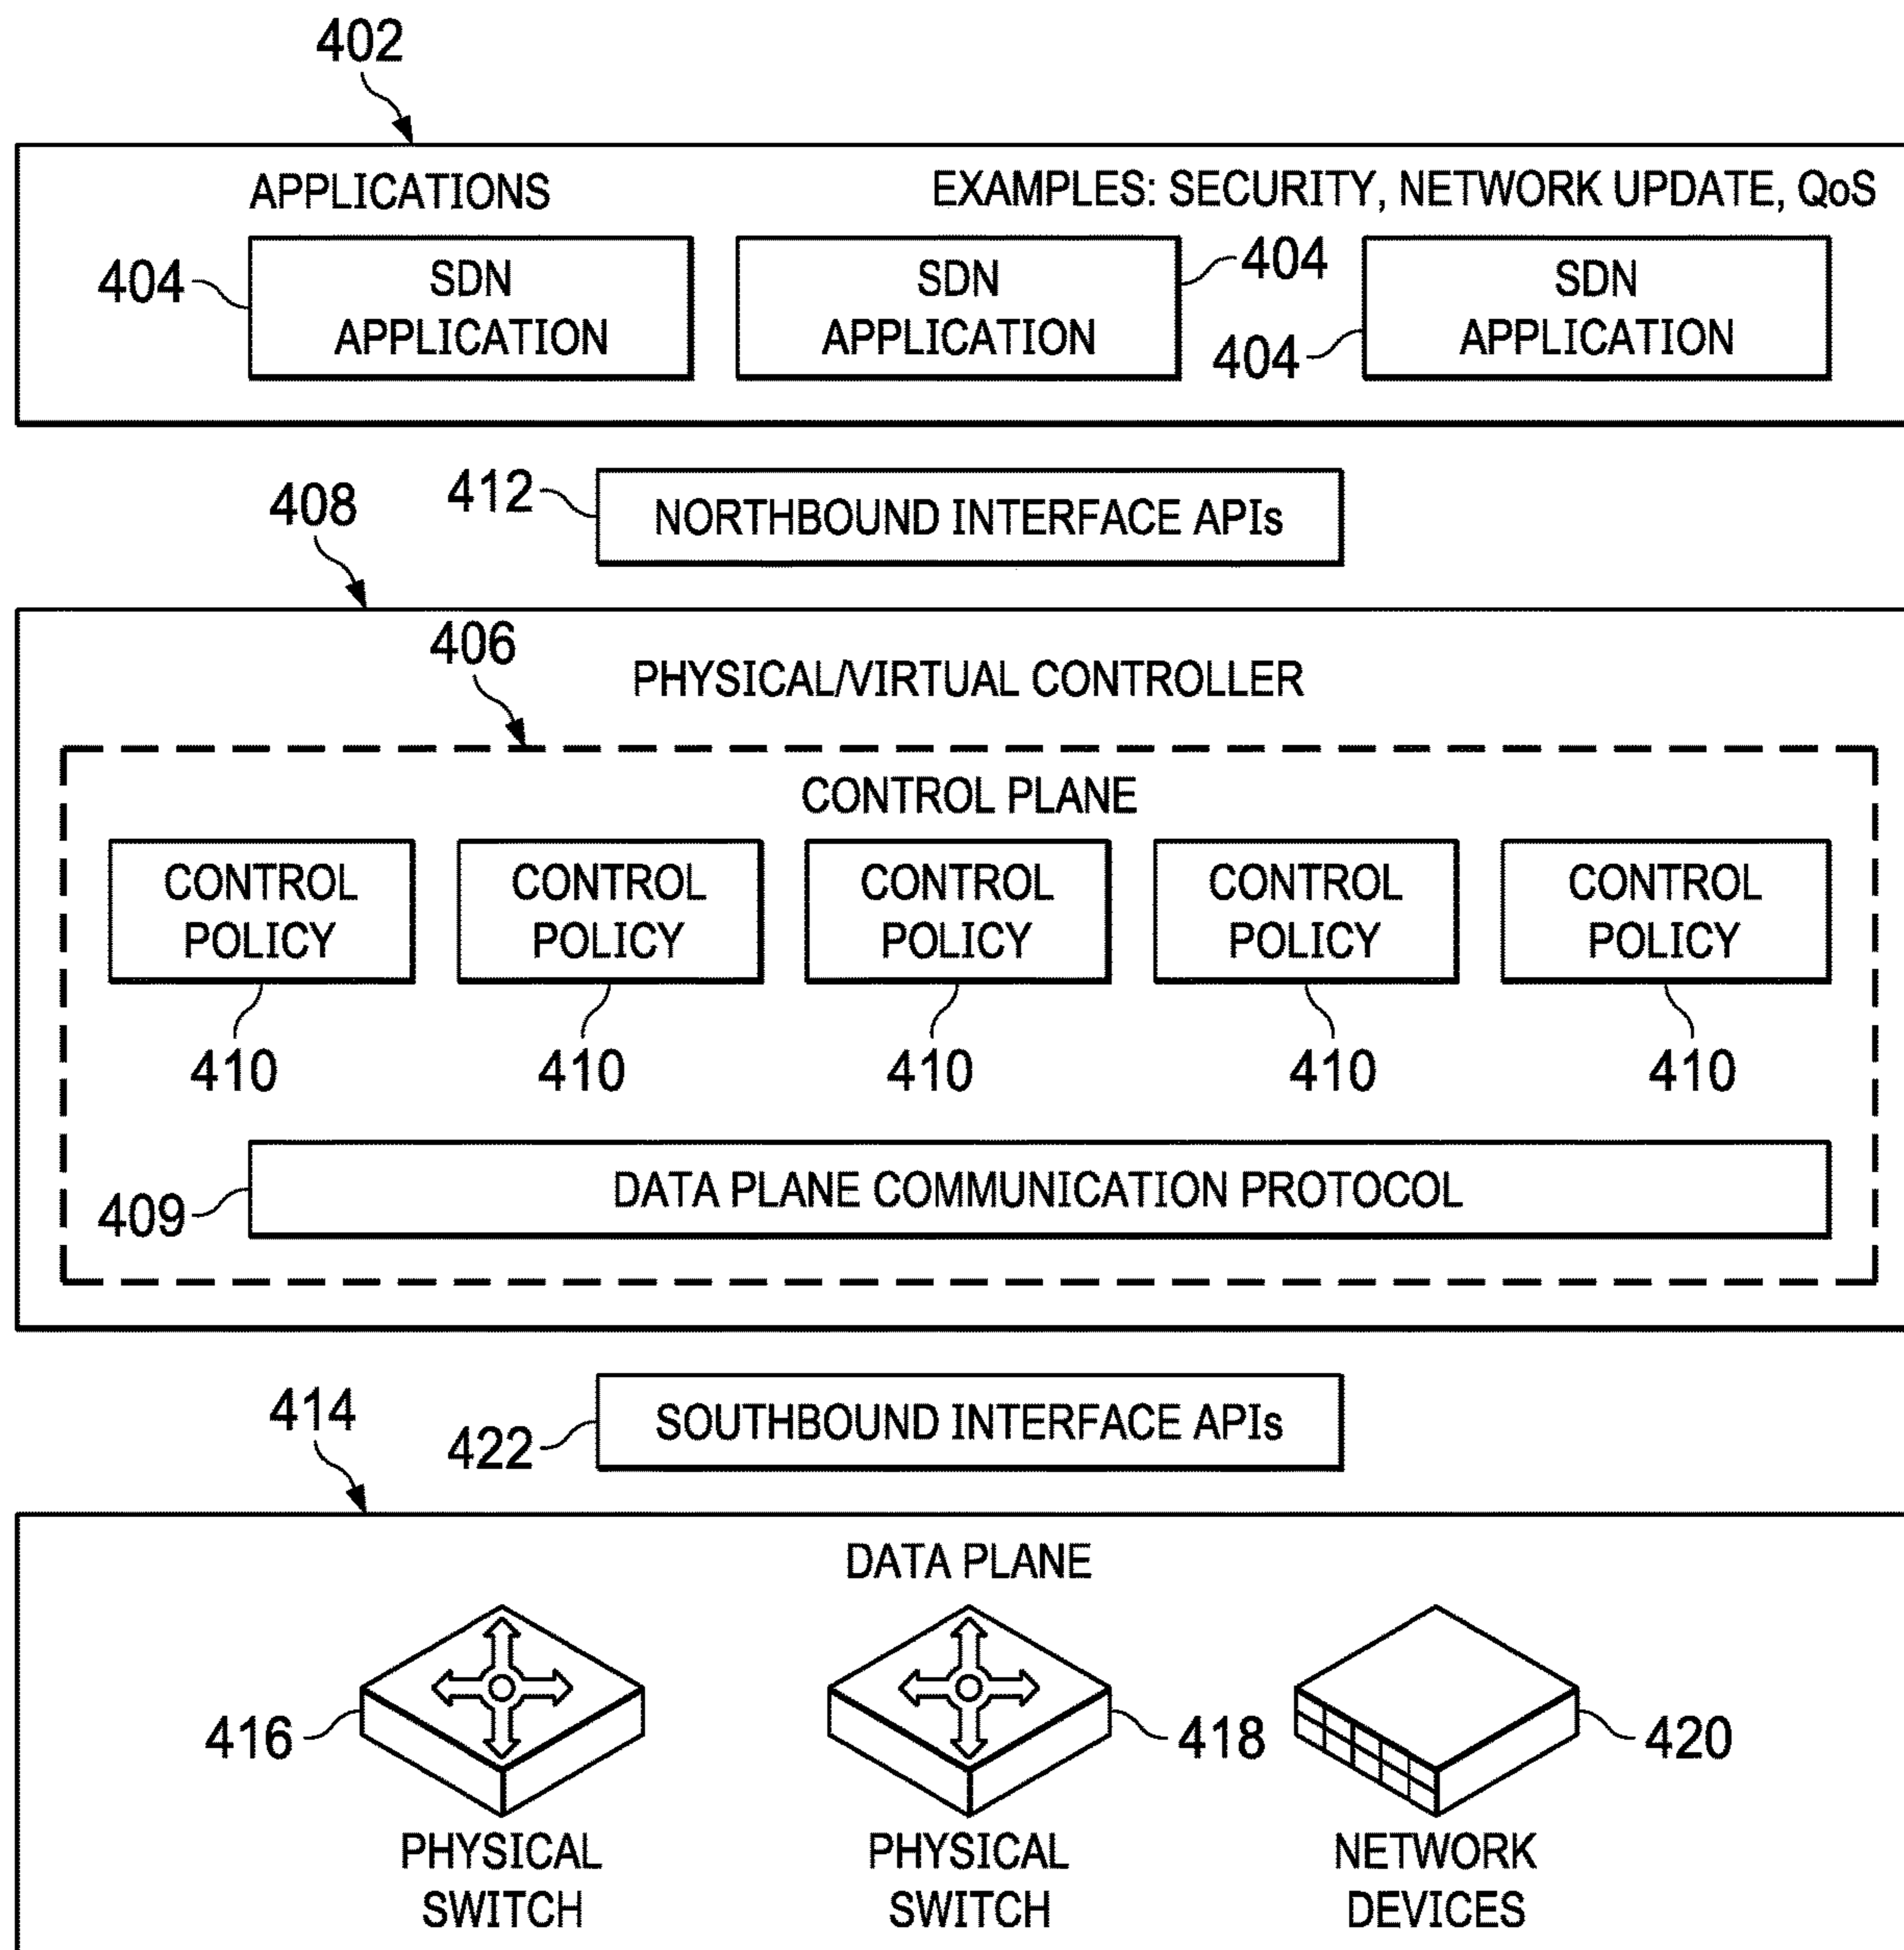 402
APPLICATIONS
EXAMPLES: SECURITY, NETWORK UPDATE, QoS
404
SDN
APPLICATION
SDN
APPLICATION
404
404
SDN
APPLICATION
412
NORTHBOUND INTERFACE APIs
408
406
PHYSICAL/VIRTUAL CONTROLLER
CONTROL PLANE
CONTROL
POLICY
CONTROL
POLICY
CONTROL
POLICY
CONTROL
POLICY
CONTROL
POLICY
410
410
410
410
410
409
DATA PLANE COMMUNICATION PROTOCOL
414
422
SOUTHBOUND INTERFACE APIs
DATA PLANE
416
418
420
PHYSICAL
SWITCH
PHYSICAL
SWITCH
NETWORK
DEVICES